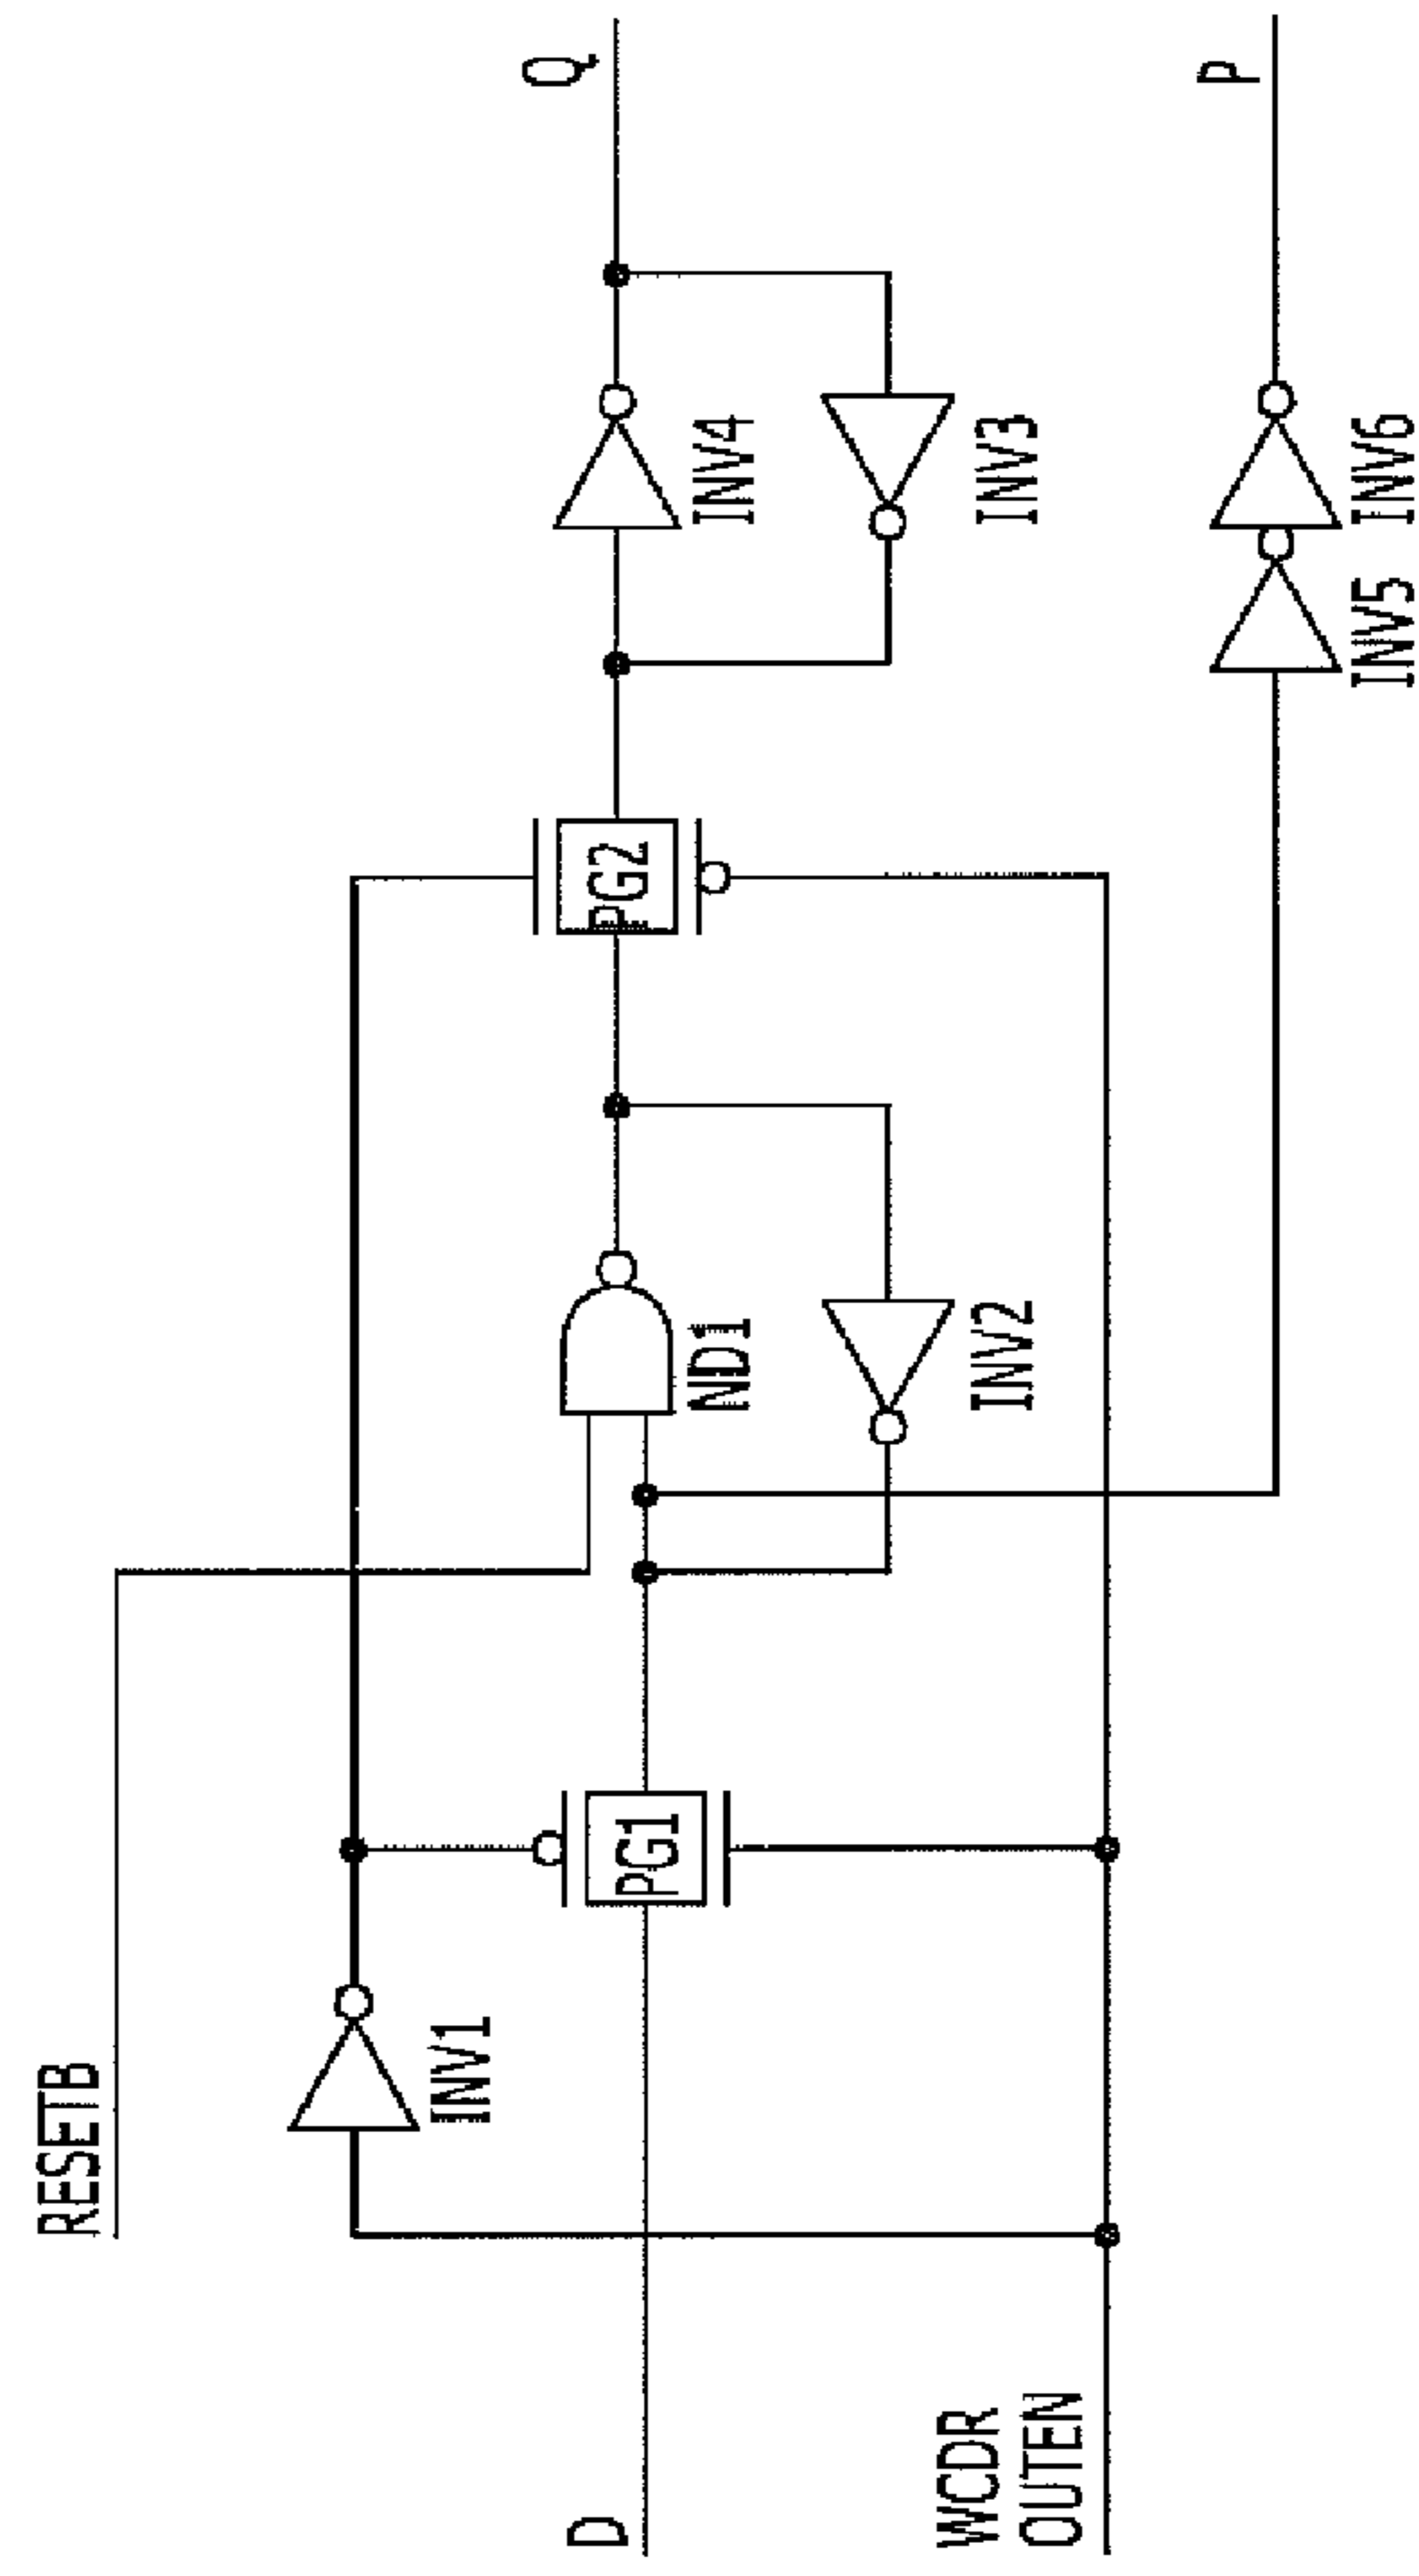 RESETB
INV1
D
WCDR
OUTEN
PG1
ND1
INV2
PG2
INV4
INV3
INV5
INV6
Q
P